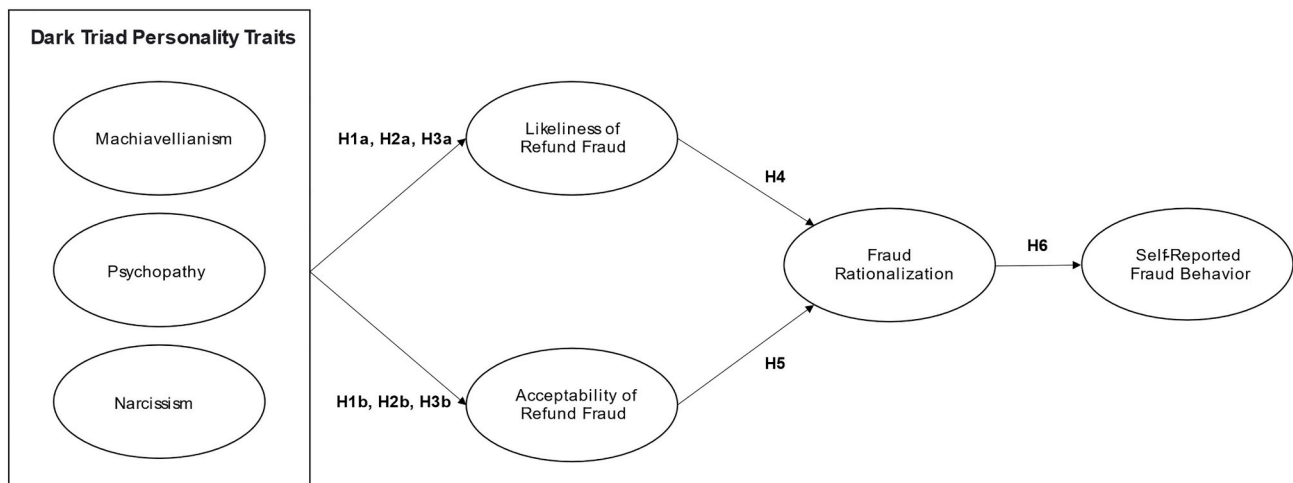 Dark Triad Personality Traits
Machiavellianism
Psychopathy
Narcissism
H1a, H2a, H3a
H1b, H2b, H3b
Likeliness of
Refund Fraud
Acceptability of
Refund Fraud
H4
H5
Fraud
Rationalization
H6
Self-Reported
Fraud Behavior